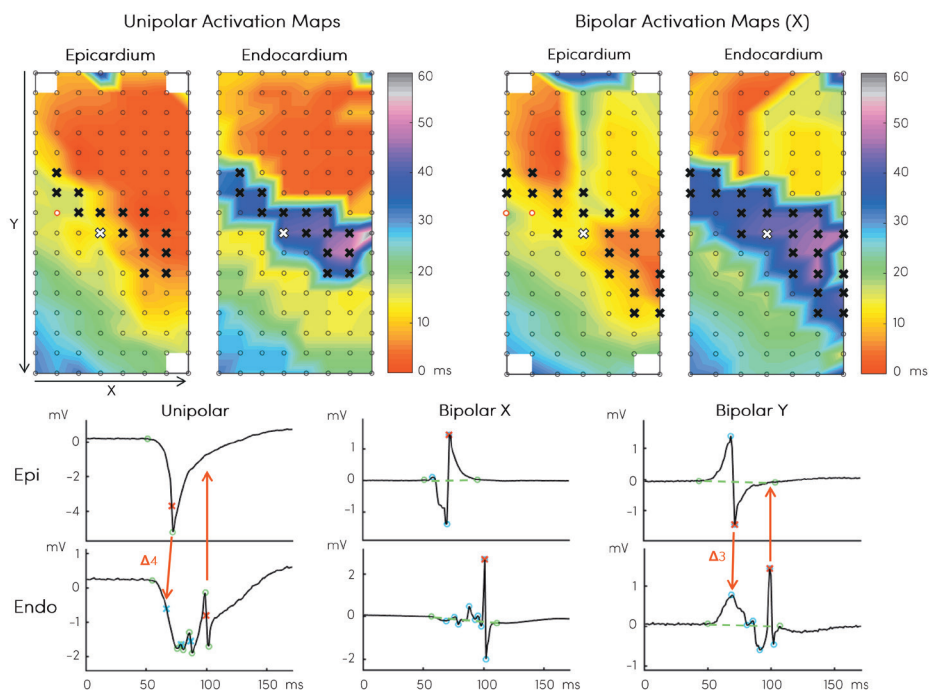 Unipolar Activation Maps
Bipolar Activation Maps (X)
Epicardium
Endocardium
Epicardium
Endocardium
60
50
40
30
20
10
0 ms
60
50
40
30
20
10
0 ms
Y
X
Unipolar
Bipolar X
Bipolar Y
mV
0
-2
-4
Epi
mV
1
0
-1
mV
1
0
-1
Δ4
Δ3
mV
1
0
-1
-2
Endo
mV
2
0
-2
mV
1
0
-1
0 50 100 150 ms
0 50 100 150 ms
0 50 100 150 ms